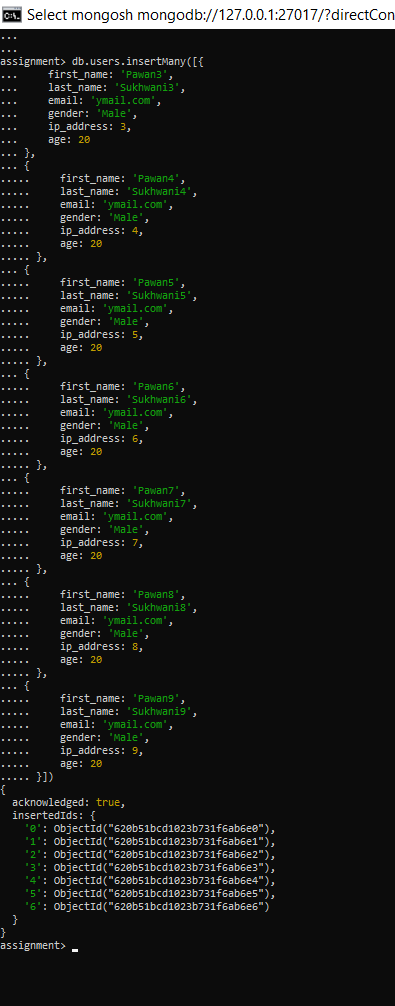 Select mongosh mongodb://127.0.0.1:27017/?directCon
...
...
assignment> db.users.insertMany([{
...     first_name: 'Pawan3',
...     last_name: 'Sukhwani3',
...     email: 'ymail.com',
...     gender: 'Male',
...     ip_address: 3,
...     age: 20
... },
... {
.....     first_name: 'Pawan4',
.....     last_name: 'Sukhwani4',
.....     email: 'ymail.com',
.....     gender: 'Male',
.....     ip_address: 4,
.....     age: 20
..... },
... {
.....     first_name: 'Pawan5',
.....     last_name: 'Sukhwani5',
.....     email: 'ymail.com',
.....     gender: 'Male',
.....     ip_address: 5,
.....     age: 20
..... },
... {
.....     first_name: 'Pawan6',
.....     last_name: 'Sukhwani6',
.....     email: 'ymail.com',
.....     gender: 'Male',
.....     ip_address: 6,
.....     age: 20
..... },
... {
.....     first_name: 'Pawan7',
.....     last_name: 'Sukhwani7',
.....     email: 'ymail.com',
.....     gender: 'Male',
.....     ip_address: 7,
.....     age: 20
..... },
... {
.....     first_name: 'Pawan8',
.....     last_name: 'Sukhwani8',
.....     email: 'ymail.com',
.....     gender: 'Male',
.....     ip_address: 8,
.....     age: 20
..... },
... {
.....     first_name: 'Pawan9',
.....     last_name: 'Sukhwani9',
.....     email: 'ymail.com',
.....     gender: 'Male',
.....     ip_address: 9,
.....     age: 20
..... }])
{
  acknowledged: true,
  insertedIds: {
    '0': ObjectId("620b51bcd1023b731f6ab6e0"),
    '1': ObjectId("620b51bcd1023b731f6ab6e1"),
    '2': ObjectId("620b51bcd1023b731f6ab6e2"),
    '3': ObjectId("620b51bcd1023b731f6ab6e3"),
    '4': ObjectId("620b51bcd1023b731f6ab6e4"),
    '5': ObjectId("620b51bcd1023b731f6ab6e5"),
    '6': ObjectId("620b51bcd1023b731f6ab6e6")
  }
}
assignment>